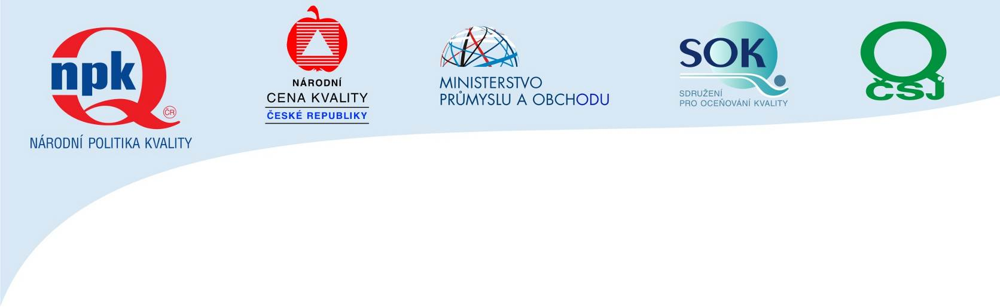 npk
ČR
NÁRODNÍ POLITIKA KVALITY
NÁRODNÍ
CENA KVALITY
ČESKÉ REPUBLIKY
MINISTERSTVO
PRŮMYSLU A OBCHODU
SOK
SDRUŽENÍ
PRO OCEŇOVÁNÍ KVALITY
ČSJ